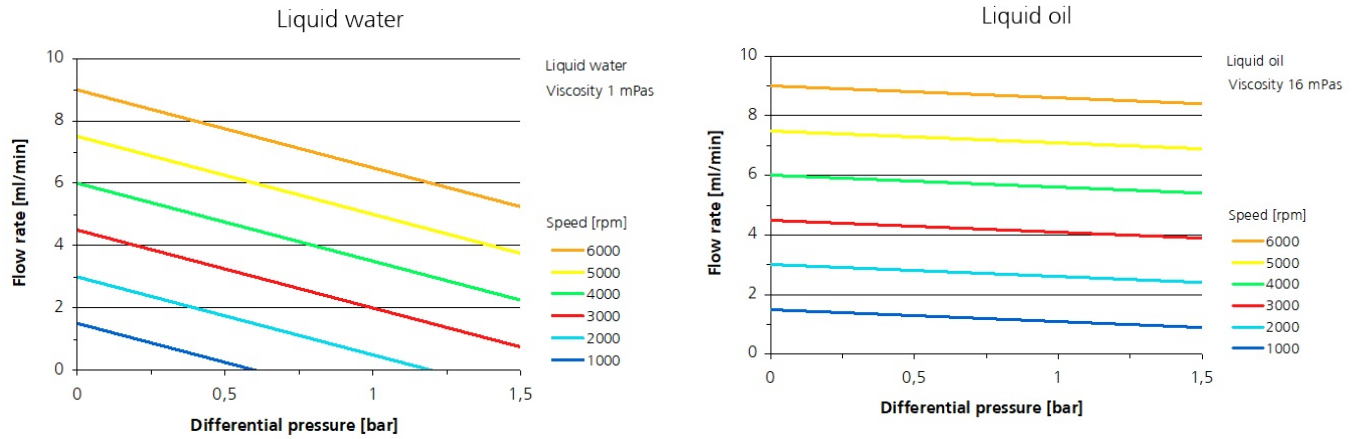 Liquid water
10
8
6
4
2
0
0
0,5
1
1,5
Flow rate [ml/min]
Differential pressure [bar]
Liquid water
Viscosity 1 mPas
Speed [rpm]
6000
5000
4000
3000
2000
1000
Liquid oil
10
8
6
4
2
0
0
0,5
1
1,5
Flow rate [ml/min]
Differential pressure [bar]
Liquid oil
Viscosity 16 mPas
Speed [rpm]
6000
5000
4000
3000
2000
1000